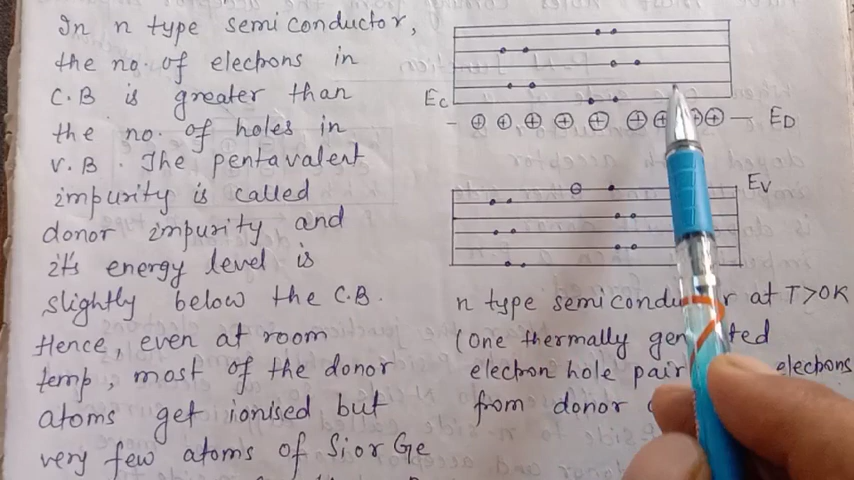 In n type semiconductor,
the no. of electrons in
C.B is greater than
the no. of holes in
V.B. The pentavalent
impurity is called
donor impurity and
it's energy level is
slightly below the C.B.
Hence, even at room
temp, most of the donor
atoms get ionised but
very few atoms of Si or Ge
Ec
ED
Ev
n type semicondu r at T>0K
(One thermally gen ted
electron hole pair electrons
from donor